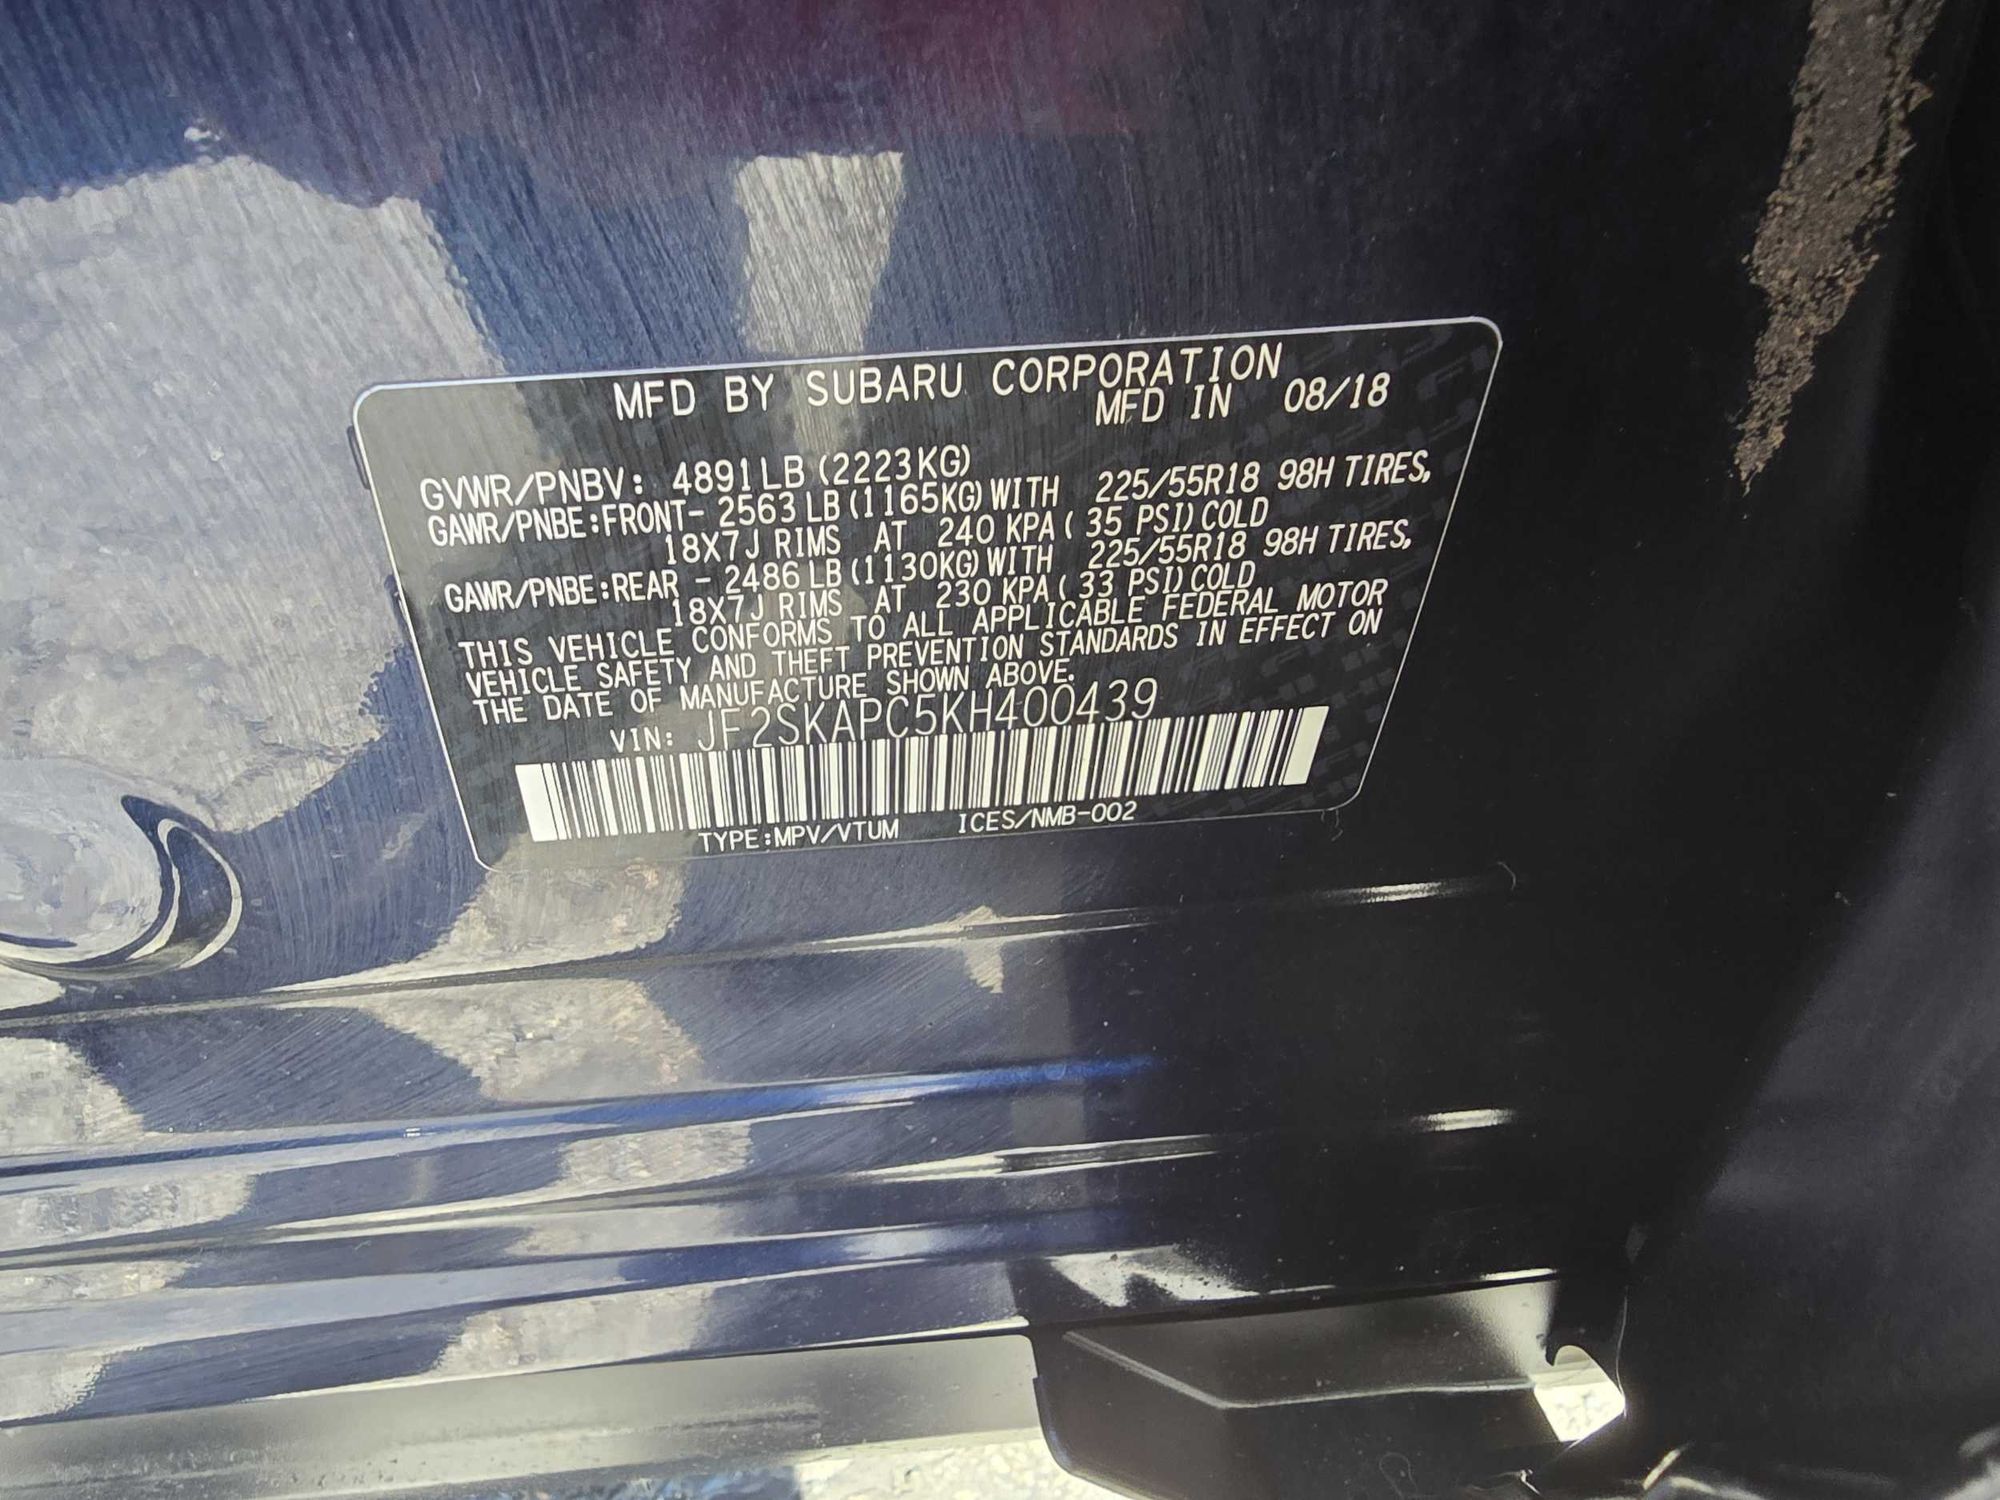 MFD BY SUBARU CORPORATION
MFD IN 08/18
GVWR/PNBV: 4891LB (2223KG)
GAWR/PNBE:FRONT- 2563LB (1165KG) WITH 225/55R18 98H TIRES,
18X7J RIMS AT 240 KPA ( 35 PSI) COLD
GAWR/PNBE:REAR - 2486LB (1130KG) WITH 225/55R18 98H TIRES,
18X7J RIMS AT 230 KPA ( 33 PSI) COLD
THIS VEHICLE CONFORMS TO ALL APPLICABLE FEDERAL MOTOR
VEHICLE SAFETY AND THEFT PREVENTION STANDARDS IN EFFECT ON
THE DATE OF MANUFACTURE SHOWN ABOVE.
VIN: JF2SKAPC5KH400439
TYPE:MPV/VTUM ICES/NMB-002